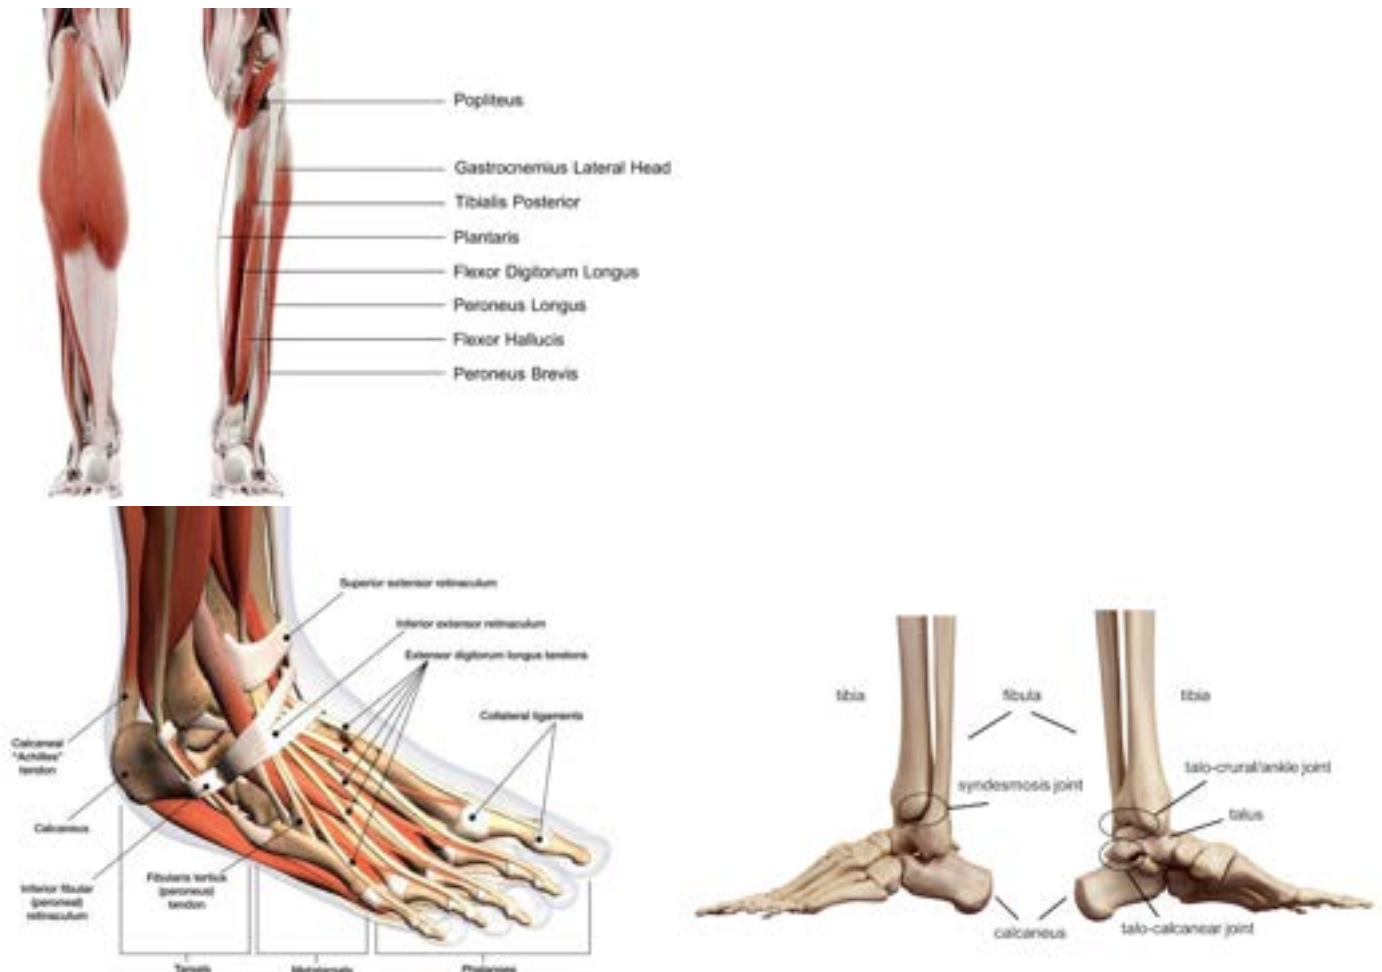 Popliteus
Gastrocnemius Lateral Head
Tibialis Posterior
Plantaris
Flexor Digitorum Longus
Peroneus Longus
Flexor Hallucis
Peroneus Brevis
Superior extensor retinaculum
Inferior extensor retinaculum
Extensor digitorum longus tendons
Collateral ligaments
Calcaneal
"Achilles"
tendon
Calcaneus
Inferior fibular
(peroneal)
retinaculum
Fibularis tertius
(peroneus)
tendon
Tarsals
Metatarsals
Phalanges
tibia
fibula
tibia
syndesmosis joint
talo-crural/ankle joint
talus
calcaneus
talo-calcanear joint